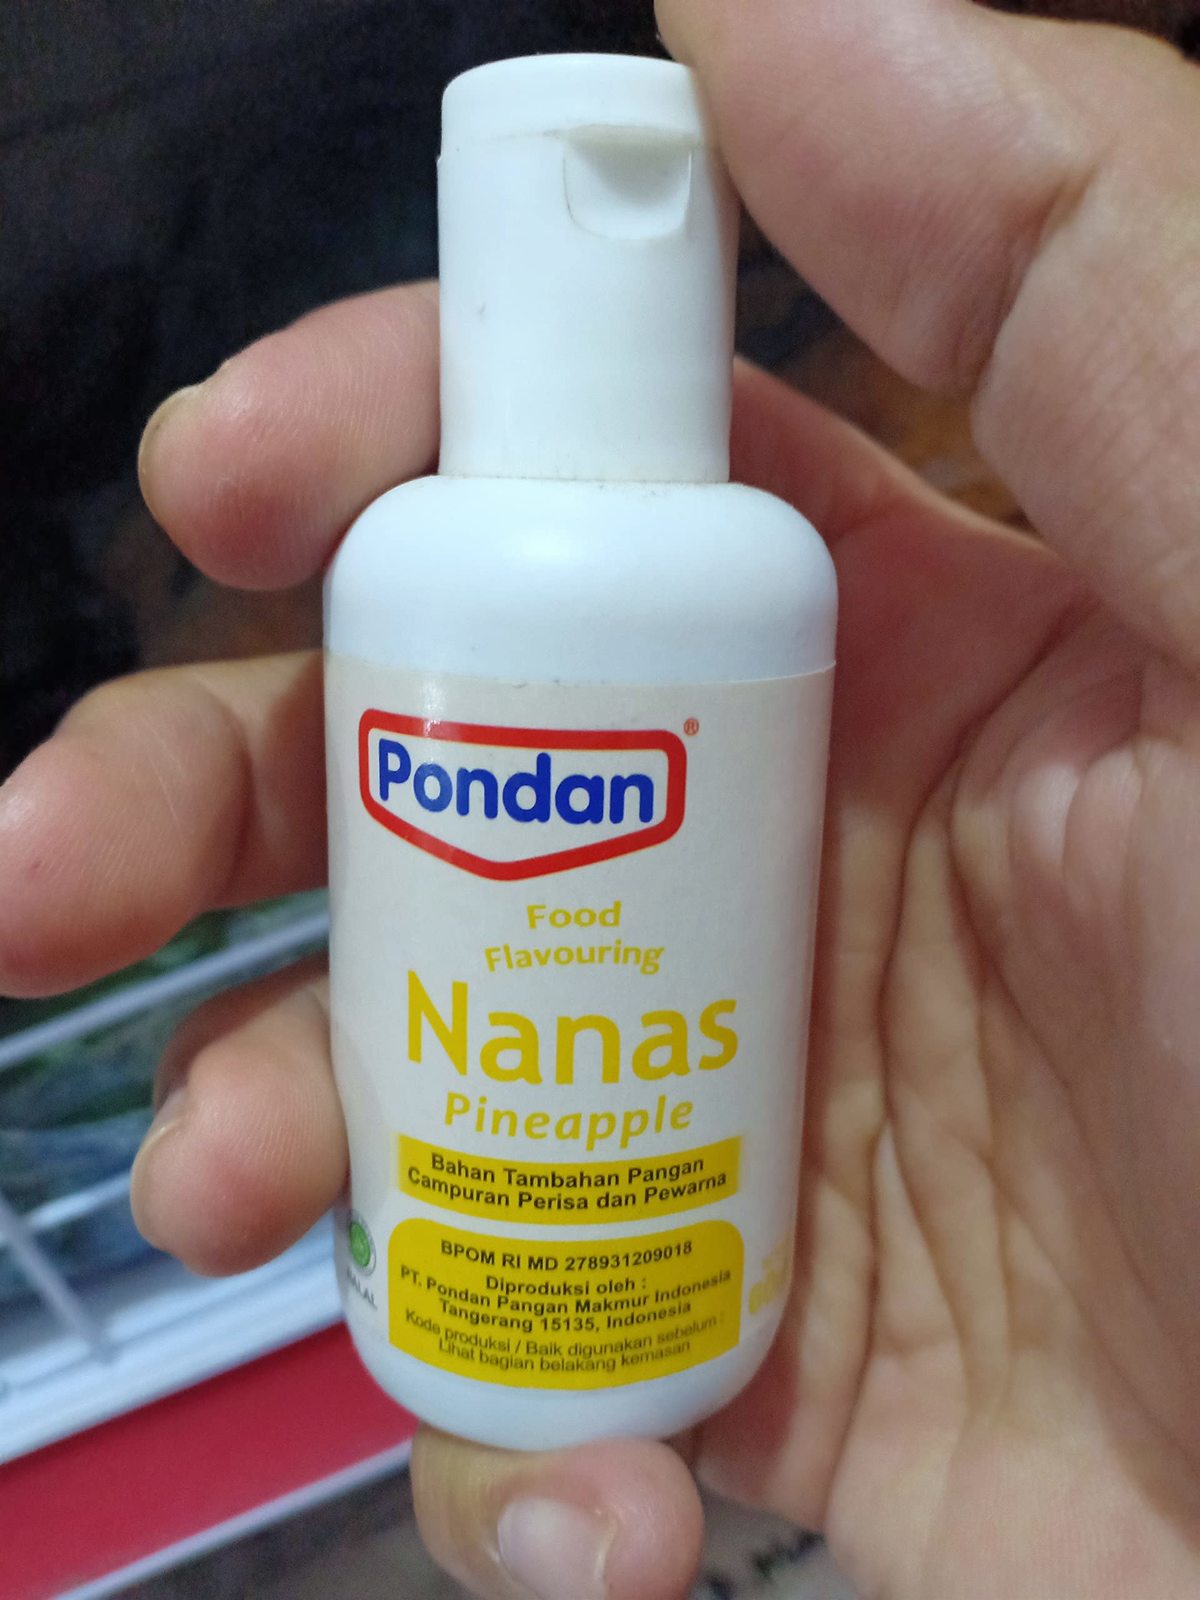 Pondan®
Food
Flavouring
Nanas
Pineapple
Bahan Tambahan Pangan
Campuran Perisa dan Pewarna
BPOM RI MD 278931209018
Diproduksi oleh :
PT. Pondan Pangan Makmur Indonesia
Tangerang 15135, Indonesia
Kode produksi / Baik digunakan sebelum :
Lihat bagian belakang kemasan